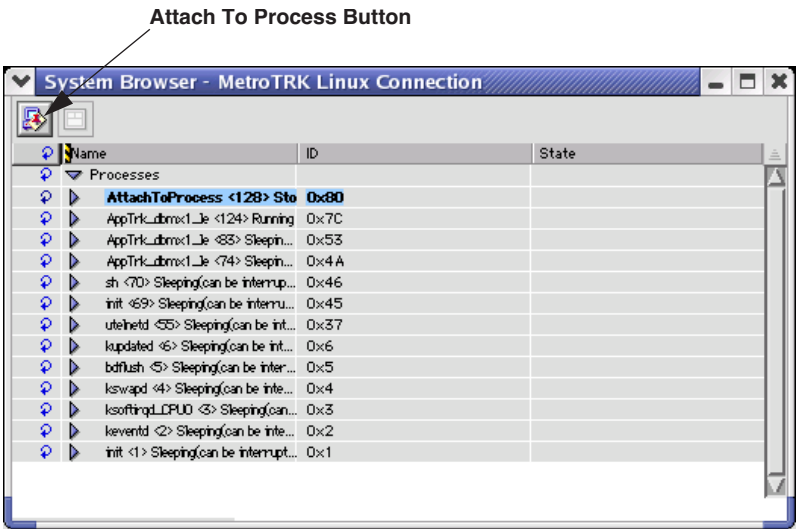 Attach To Process Button
System Browser - MetroTRK Linux Connection
Name ID State
Processes
AttachToProcess <128> Sto 0x80
AppTrk_dbmx1_le <124> Running 0x7C
AppTrk_dbmx1_le <83> Sleepin... 0x53
AppTrk_dbmx1_le <74> Sleepin... 0x4A
sh <70> Sleeping(can be interrup... 0x46
init <69> Sleeping(can be interru... 0x45
utelnetd <55> Sleeping(can be int... 0x37
kupdated <6> Sleeping(can be int... 0x6
bdflush <5> Sleeping(can be inter... 0x5
kswapd <4> Sleeping(can be inte... 0x4
ksoftirqd_CPU0 <3> Sleeping(can... 0x3
keventd <2> Sleeping(can be inte... 0x2
init <1> Sleeping(can be interrupt... 0x1